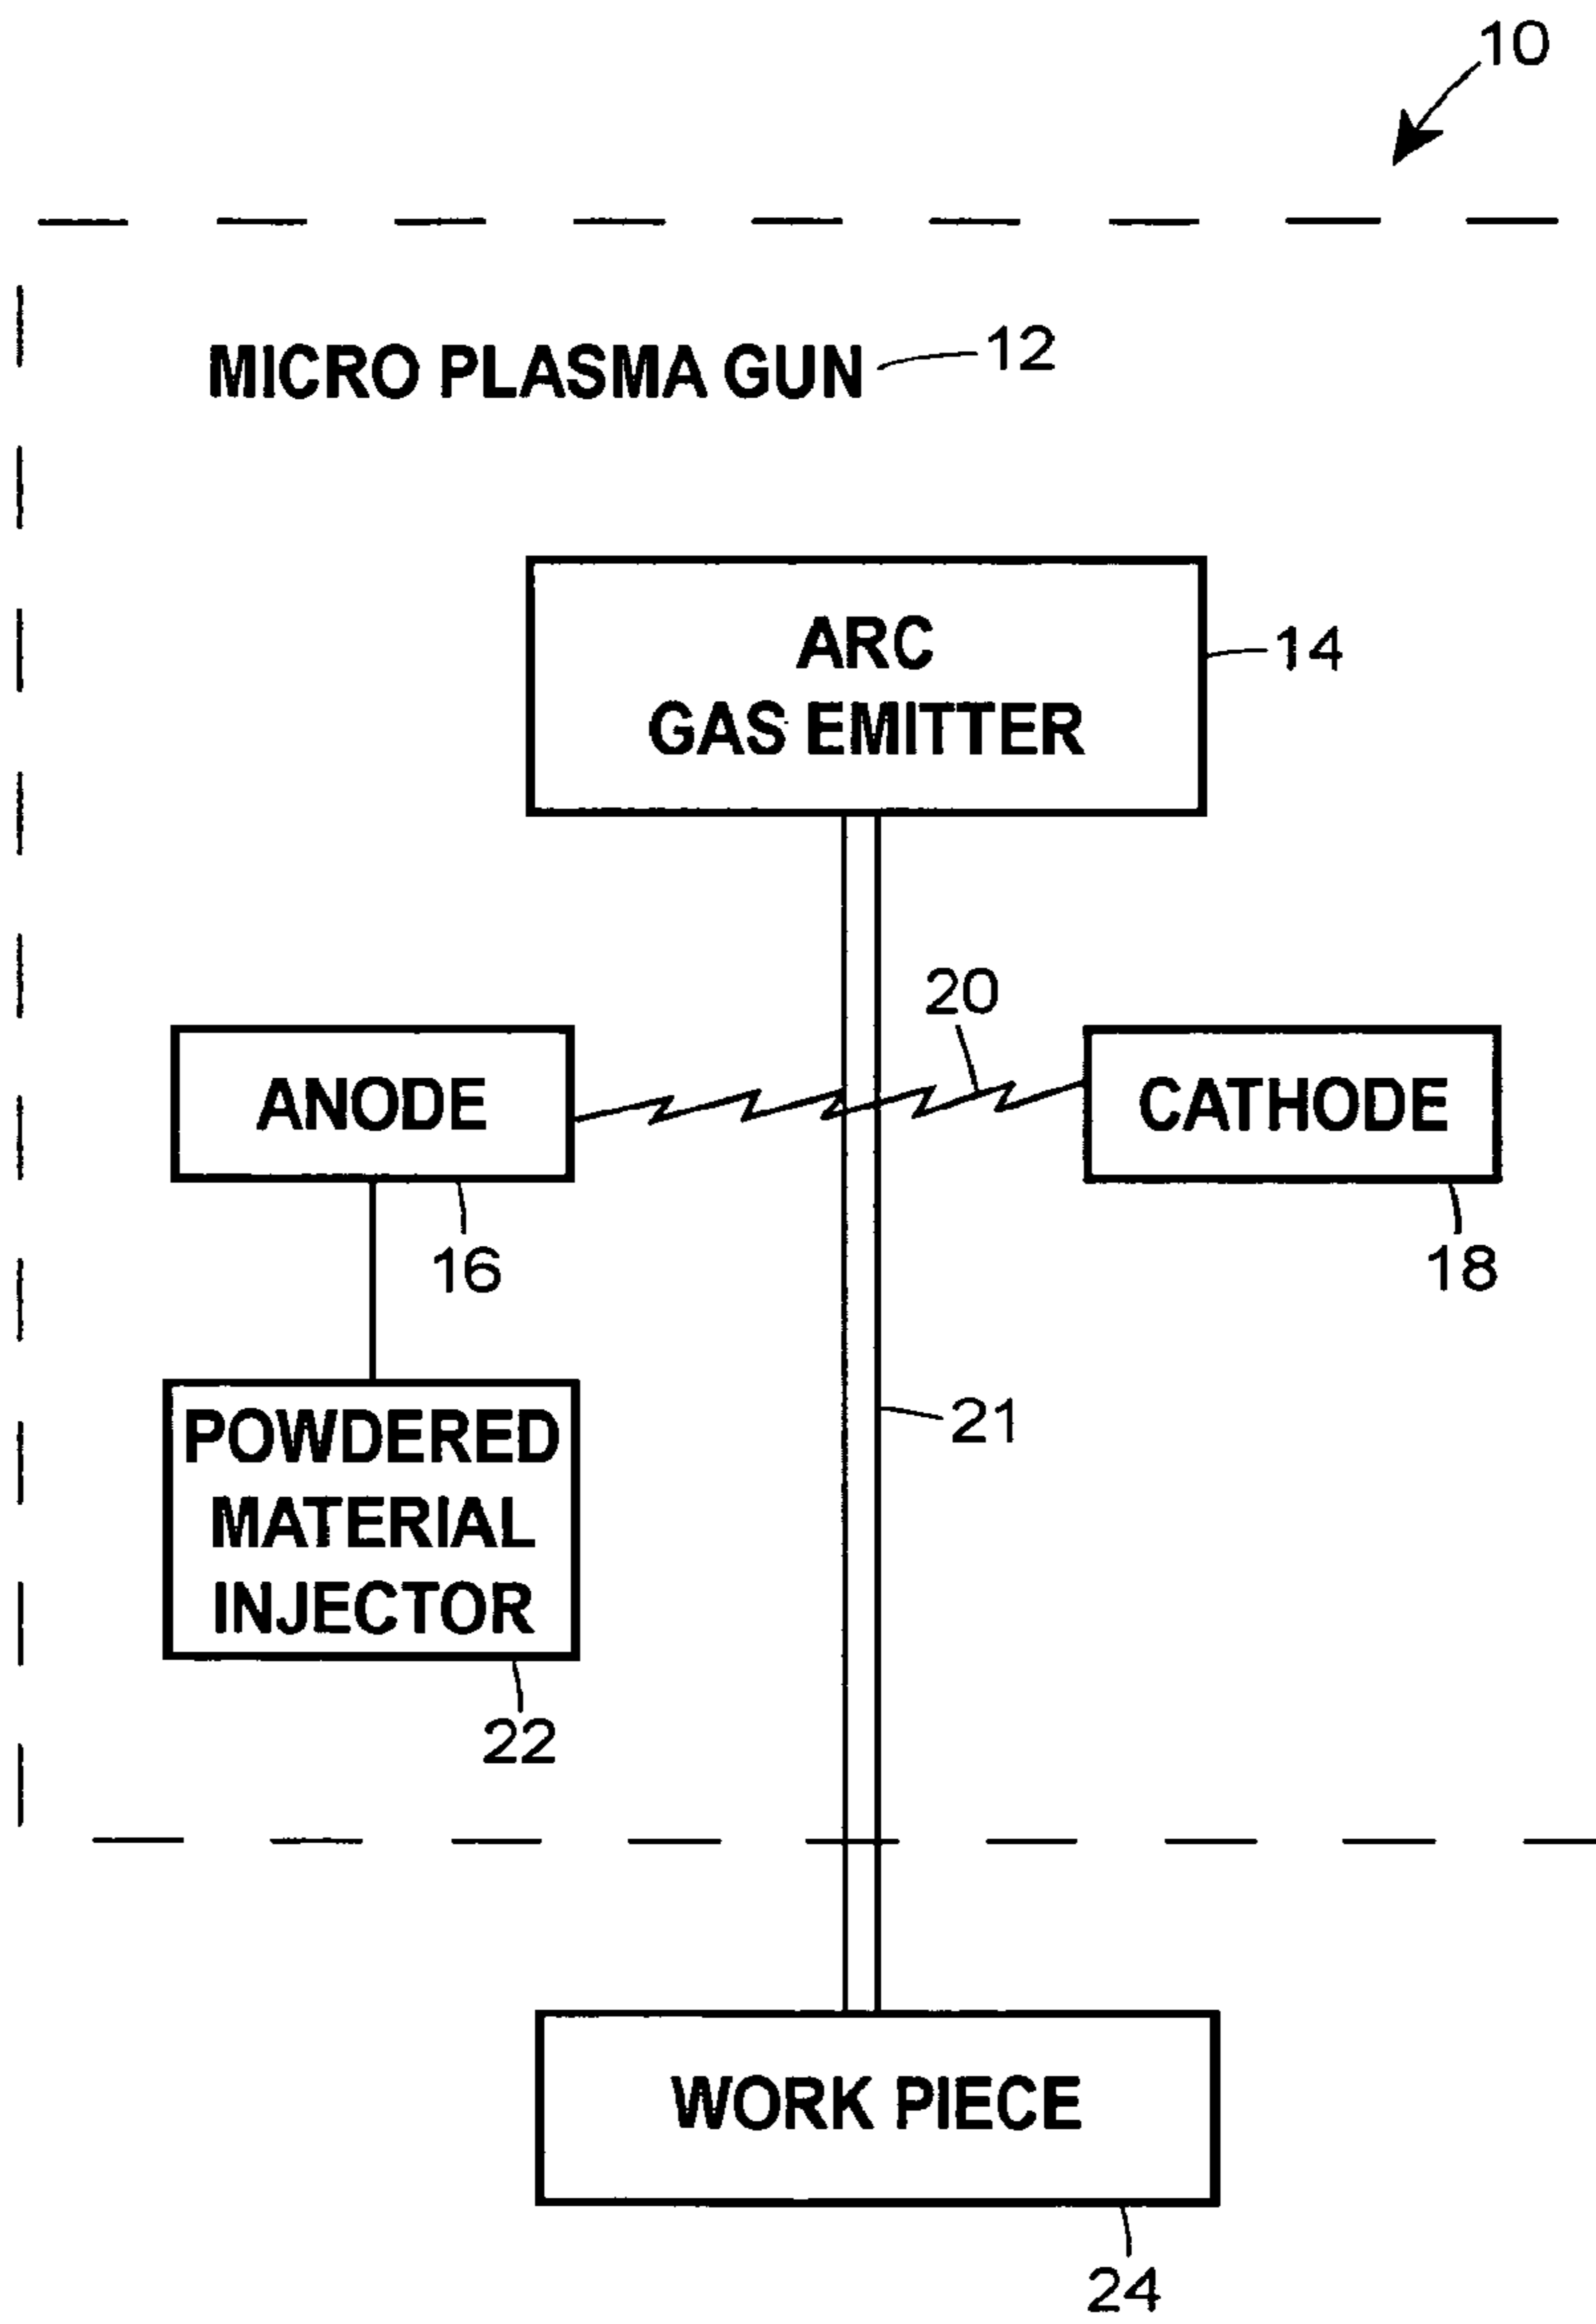 10
MICRO PLASMA GUN 12
ARC
GAS EMITTER
14
20
ANODE
CATHODE
16
18
POWDERED
MATERIAL
INJECTOR
21
22
WORK PIECE
24